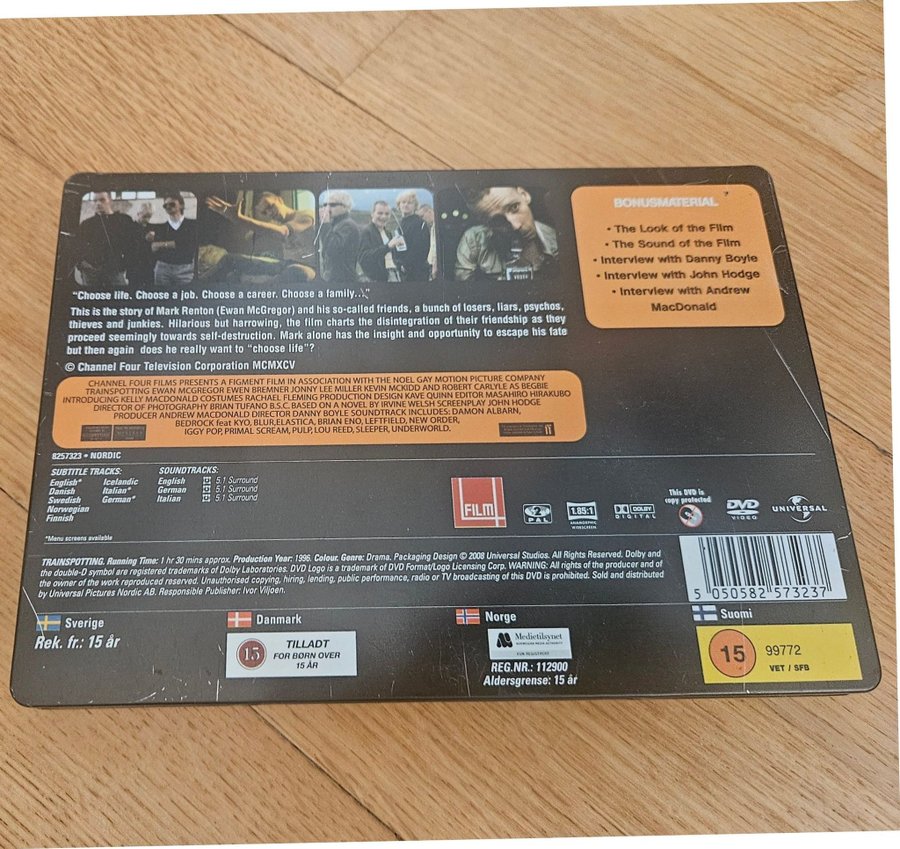 "Choose life. Choose a job. Choose a career. Choose a family..."
This is the story of Mark Renton (Ewan McGregor) and his so-called friends, a bunch of losers, liars, psychos,
thieves and junkies. Hilarious but harrowing, the film charts the disintegration of their friendship as they
proceed seemingly towards self-destruction. Mark alone has the insight and opportunity to escape his fate
but then again does he really want to "choose life"?
© Channel Four Television Corporation MCMXCV
BONUSMATERIAL
• The Look of the Film
• The Sound of the Film
• Interview with Danny Boyle
• Interview with John Hodge
• Interview with Andrew
MacDonald
CHANNEL FOUR FILMS PRESENTS A FIGMENT FILM IN ASSOCIATION WITH THE NOEL GAY MOTION PICTURE COMPANY
TRAINSPOTTING EWAN MCGREGOR EWEN BREMNER JONNY LEE MILLER KEVIN MCKIDD AND ROBERT CARLYLE AS BEGBIE
INTRODUCING KELLY MACDONALD COSTUMES RACHAEL FLEMING PRODUCTION DESIGN KAVE QUINN EDITOR MASAHIRO HIRAKUBO
DIRECTOR OF PHOTOGRAPHY BRIAN TUFANO B.S.C. BASED ON A NOVEL BY IRVINE WELSH SCREENPLAY JOHN HODGE
PRODUCER ANDREW MACDONALD DIRECTOR DANNY BOYLE SOUNDTRACK INCLUDES: DAMON ALBARN,
BEDROCK feat KYO, BLUR,ELASTICA, BRIAN ENO, LEFTFIELD, NEW ORDER,
IGGY POP, PRIMAL SCREAM, PULP, LOU REED, SLEEPER, UNDERWORLD.
8257323 • NORDIC
SUBTITLE TRACKS:
English* Icelandic
Danish Italian*
Swedish German*
Norwegian
Finnish
*Menu screens available
SOUNDTRACKS:
English 5.1 Surround
German 5.1 Surround
Italian 5.1 Surround
FILM4
2
PAL
1.85:1
ANAMORPHIC
WIDESCREEN
DOLBY
DIGITAL
This DVD is
copy protected
DVD
VIDEO
UNIVERSAL
TRAINSPOTTING. Running Time: 1 hr 30 mins approx. Production Year: 1996. Colour. Genre: Drama. Packaging Design © 2008 Universal Studios. All Rights Reserved. Dolby and
the double-D symbol are registered trademarks of Dolby Laboratories. DVD Logo is a trademark of DVD Format/Logo Licensing Corp. WARNING: All rights of the producer and of
the owner of the work reproduced reserved. Unauthorised copying, hiring, lending, public performance, radio or TV broadcasting of this DVD is prohibited. Sold and distributed
by Universal Pictures Nordic AB. Responsible Publisher: Ivor Viljoen.
5 050582 573237
Sverige
Rek. fr.: 15 år
Danmark
15
TILLADT
FOR BØRN OVER
15 ÅR
Norge
Medietilsynet
NORWEGIAN MEDIA AUTHORITY
REG.NR.: 112900
Aldersgrense: 15 år
Suomi
15
99772
VET / SFB